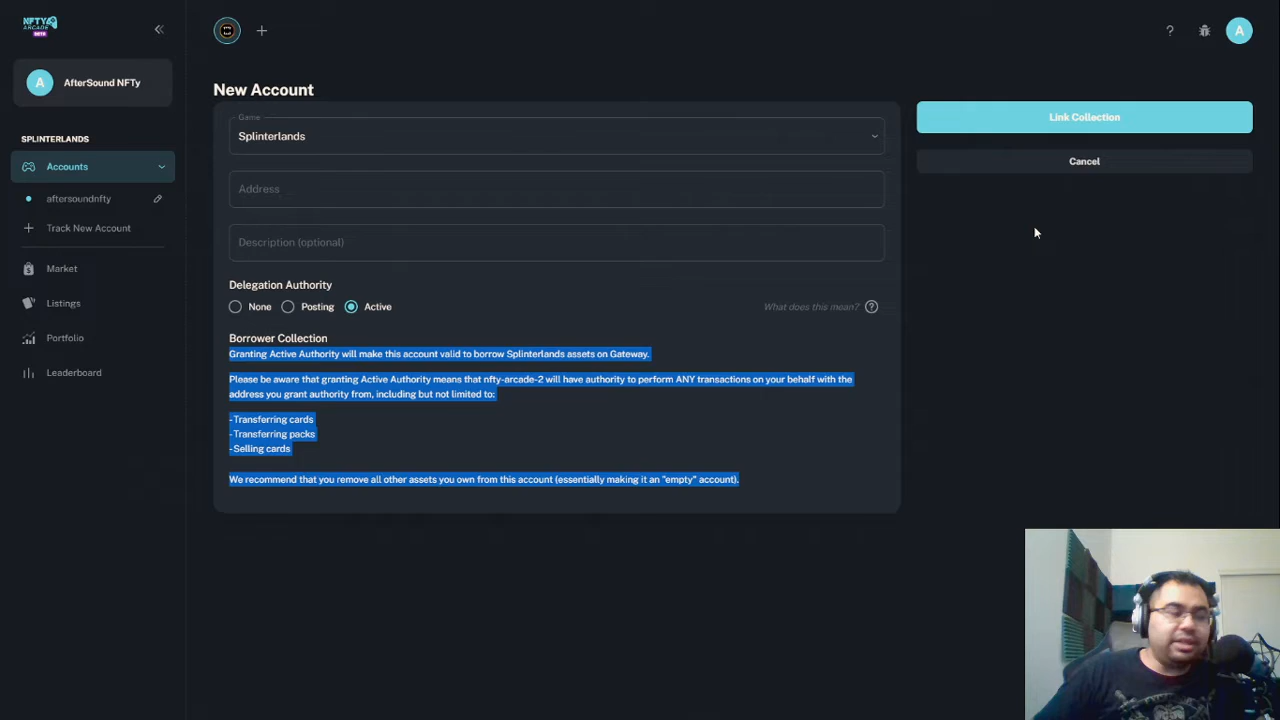 NFTY
ARCADE
BETA
A
AfterSound NFTy
SPLINTERLANDS
Accounts
aftersoundnfty
Track New Account
Market
Listings
Portfolio
Leaderboard
?
A
New Account
Game
Splinterlands
Address
Description (optional)
Delegation Authority
None
Posting
Active
What does this mean?
?
Borrower Collection
Granting Active Authority will make this account valid to borrow Splinterlands assets on Gateway.
Please be aware that granting Active Authority means that nfty-arcade-2 will have authority to perform ANY transactions on your behalf with the
address you grant authority from, including but not limited to:
- Transferring cards
- Transferring packs
- Selling cards
We recommend that you remove all other assets you own from this account (essentially making it an "empty" account).
Link Collection
Cancel